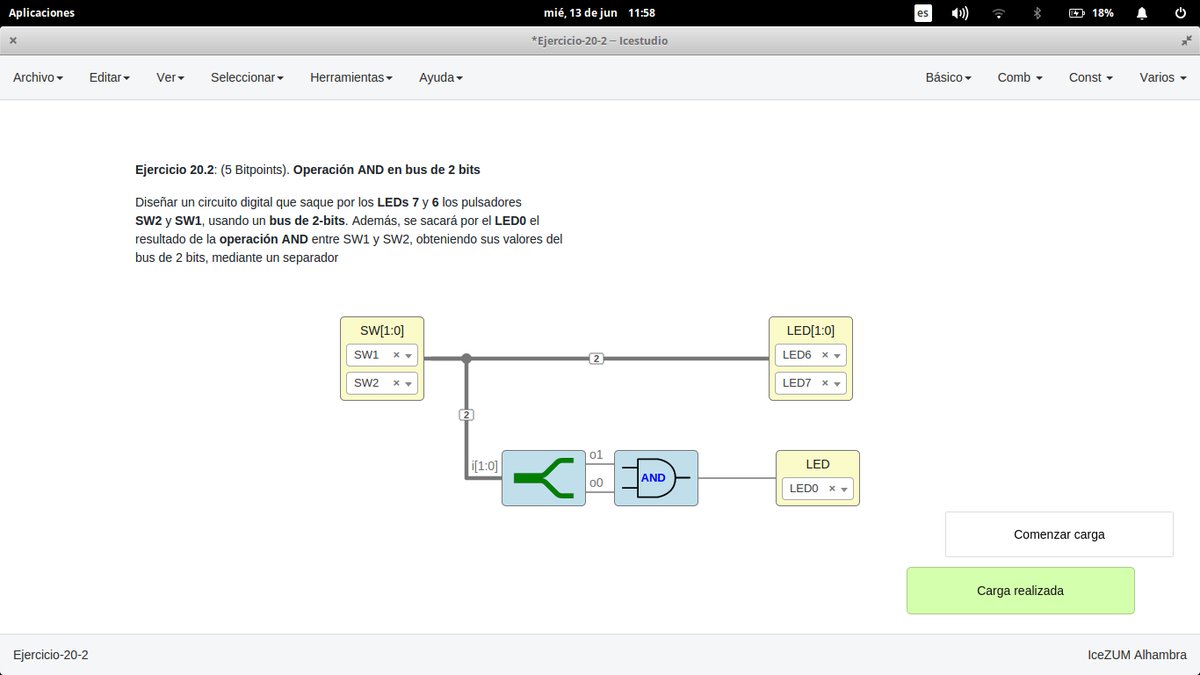 Aplicaciones mié, 13 de jun 11:58 es 18%
*Ejercicio-20-2 – Icestudio
Archivo Editar Ver Seleccionar Herramientas Ayuda Básico Comb Const Varios
Ejercicio 20.2: (5 Bitpoints). Operación AND en bus de 2 bits
Diseñar un circuito digital que saque por los LEDs 7 y 6 los pulsadores
SW2 y SW1, usando un bus de 2-bits. Además, se sacará por el LED0 el
resultado de la operación AND entre SW1 y SW2, obteniendo sus valores del
bus de 2 bits, mediante un separador
SW[1:0] LED[1:0]
SW1 2 LED6
SW2 LED7
2
i[1:0] o1 LED
AND
o0 LED0
Comenzar carga
Carga realizada
Ejercicio-20-2 IceZUM Alhambra